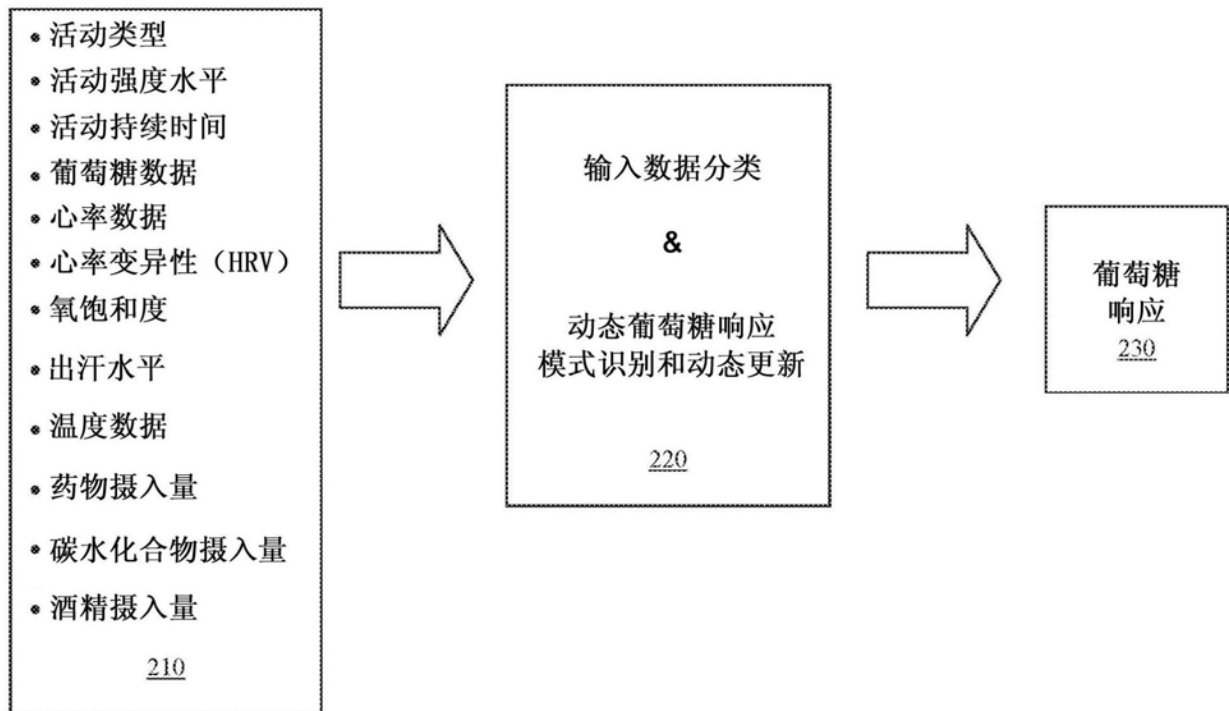 • 活动类型
• 活动强度水平
• 活动持续时间
• 葡萄糖数据
• 心率数据
• 心率变异性（HRV）
• 氧饱和度
• 出汗水平
• 温度数据
• 药物摄入量
• 碳水化合物摄入量
• 酒精摄入量
210
输入数据分类
&
动态葡萄糖响应
模式识别和动态更新
220
葡萄糖
响应
230